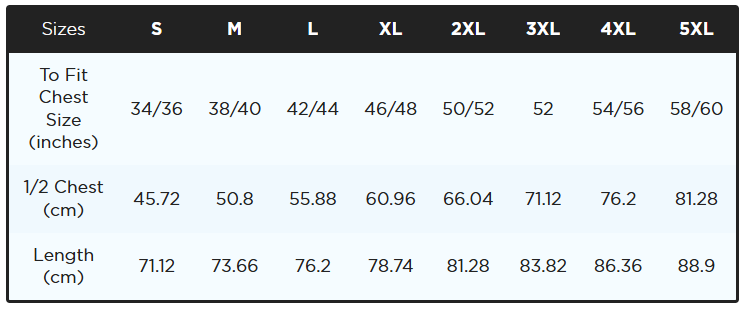 Sizes S M L XL 2XL 3XL 4XL 5XL
To Fit
Chest
Size
(inches) 34/36 38/40 42/44 46/48 50/52 52 54/56 58/60
1/2 Chest
(cm) 45.72 50.8 55.88 60.96 66.04 71.12 76.2 81.28
Length
(cm) 71.12 73.66 76.2 78.74 81.28 83.82 86.36 88.9